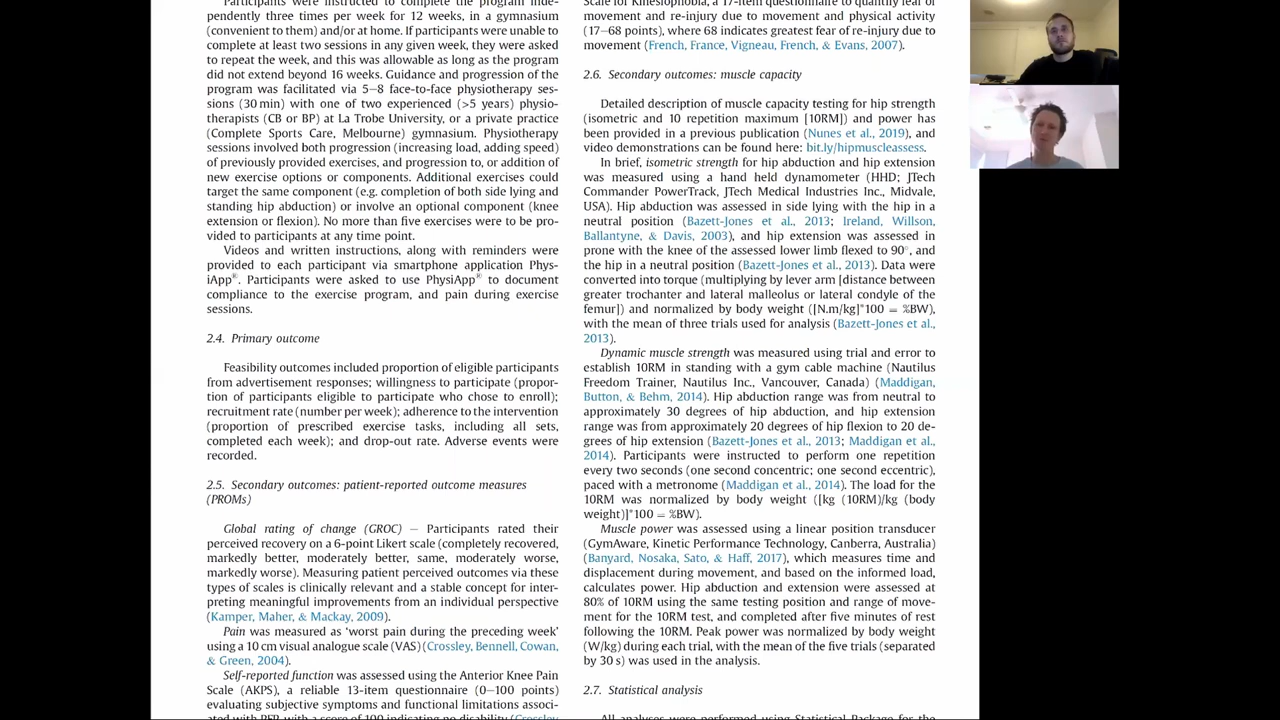 Participants were instructed to complete the program inde-
pendently three times per week for 12 weeks, in a gymnasium
(convenient to them) and/or at home. If participants were unable to
complete at least two sessions in any given week, they were asked
to repeat the week, and this was allowable as long as the program
did not extend beyond 16 weeks. Guidance and progression of the
program was facilitated via 5–8 face-to-face physiotherapy ses-
sions (30 min) with one of two experienced (>5 years) physio-
therapists (CB or BP) at La Trobe University, or a private practice
(Complete Sports Care, Melbourne) gymnasium. Physiotherapy
sessions involved both progression (increasing load, adding speed)
of previously provided exercises, and progression to, or addition of
new exercise options or components. Additional exercises could
target the same component (e.g. completion of both side lying and
standing hip abduction) or involve an optional component (knee
extension or flexion). No more than five exercises were to be pro-
vided to participants at any time point.
Videos and written instructions, along with reminders were
provided to each participant via smartphone application Phys-
iApp®. Participants were asked to use PhysiApp® to document
compliance to the exercise program, and pain during exercise
sessions.
2.4. Primary outcome
Feasibility outcomes included proportion of eligible participants
from advertisement responses; willingness to participate (propor-
tion of participants eligible to participate who chose to enroll);
recruitment rate (number per week); adherence to the intervention
(proportion of prescribed exercise tasks, including all sets,
completed each week); and drop-out rate. Adverse events were
recorded.
2.5. Secondary outcomes: patient-reported outcome measures
(PROMs)
Global rating of change (GROC) — Participants rated their
perceived recovery on a 6-point Likert scale (completely recovered,
markedly better, moderately better, same, moderately worse,
markedly worse). Measuring patient perceived outcomes via these
types of scales is clinically relevant and a stable concept for inter-
preting meaningful improvements from an individual perspective
(Kamper, Maher, & Mackay, 2009).
Pain was measured as 'worst pain during the preceding week'
using a 10 cm visual analogue scale (VAS) (Crossley, Bennell, Cowan,
& Green, 2004).
Self-reported function was assessed using the Anterior Knee Pain
Scale (AKPS), a reliable 13-item questionnaire (0–100 points)
evaluating subjective symptoms and functional limitations associ-
ated with PFP, with a score of 100 indicating no disability (Crossley
Scale for Kinesiophobia, a 17-item questionnaire to quantify fear of
movement and re-injury due to movement and physical activity
(17–68 points), where 68 indicates greatest fear of re-injury due to
movement (French, France, Vigneau, French, & Evans, 2007).
2.6. Secondary outcomes: muscle capacity
Detailed description of muscle capacity testing for hip strength
(isometric and 10 repetition maximum [10RM]) and power has
been provided in a previous publication (Nunes et al., 2019), and
video demonstrations can be found here: bit.ly/hipmuscleassess.
In brief, isometric strength for hip abduction and hip extension
was measured using a hand held dynamometer (HHD; JTech
Commander PowerTrack, JTech Medical Industries Inc., Midvale,
USA). Hip abduction was assessed in side lying with the hip in a
neutral position (Bazett-Jones et al., 2013; Ireland, Willson,
Ballantyne, & Davis, 2003), and hip extension was assessed in
prone with the knee of the assessed lower limb flexed to 90°, and
the hip in a neutral position (Bazett-Jones et al., 2013). Data were
converted into torque (multiplying by lever arm [distance between
greater trochanter and lateral malleolus or lateral condyle of the
femur]) and normalized by body weight ([N.m/kg]*100 = %BW),
with the mean of three trials used for analysis (Bazett-Jones et al.,
2013).
Dynamic muscle strength was measured using trial and error to
establish 10RM in standing with a gym cable machine (Nautilus
Freedom Trainer, Nautilus Inc., Vancouver, Canada) (Maddigan,
Button, & Behm, 2014). Hip abduction range was from neutral to
approximately 30 degrees of hip abduction, and hip extension
range was from approximately 20 degrees of hip flexion to 20 de-
grees of hip extension (Bazett-Jones et al., 2013; Maddigan et al.,
2014). Participants were instructed to perform one repetition
every two seconds (one second concentric; one second eccentric),
paced with a metronome (Maddigan et al., 2014). The load for the
10RM was normalized by body weight ([kg (10RM)/kg (body
weight)]*100 = %BW).
Muscle power was assessed using a linear position transducer
(GymAware, Kinetic Performance Technology, Canberra, Australia)
(Banyard, Nosaka, Sato, & Haff, 2017), which measures time and
displacement during movement, and based on the informed load,
calculates power. Hip abduction and extension were assessed at
80% of 10RM using the same testing position and range of move-
ment for the 10RM test, and completed after five minutes of rest
following the 10RM. Peak power was normalized by body weight
(W/kg) during each trial, with the mean of the five trials (separated
by 30 s) was used in the analysis.
2.7. Statistical analysis
All analyses were performed using Statistical Package for the